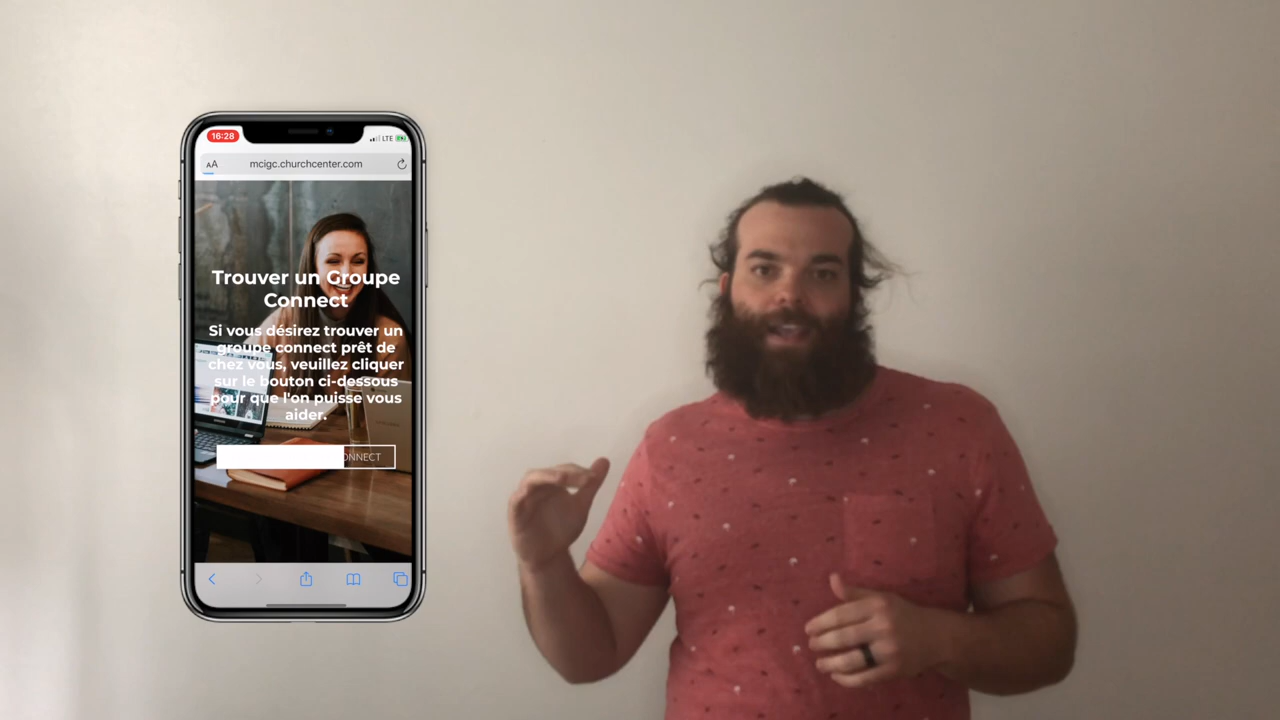 16:28
LTE
AA
mcigc.churchcenter.com
Trouver un Groupe
Connect
Si vous désirez trouver un
groupe connect prêt de
chez vous, veuillez cliquer
sur le bouton ci-dessous
pour que l'on puisse vous
aider.
ONNECT